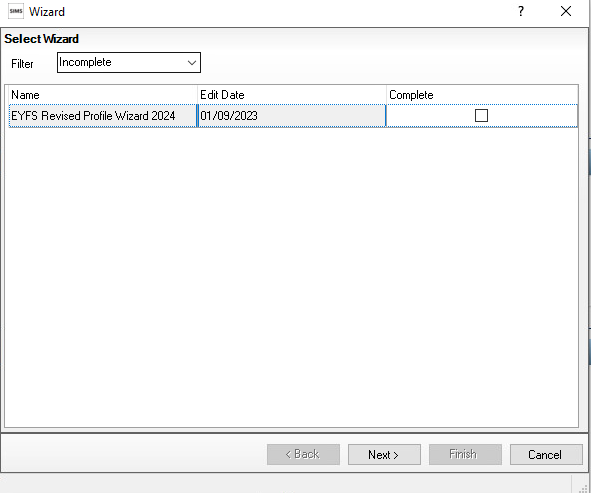 SIMS Wizard ?
Select Wizard
Filter Incomplete
Name Edit Date Complete
EYFS Revised Profile Wizard 2024 01/09/2023
< Back Next > Finish Cancel